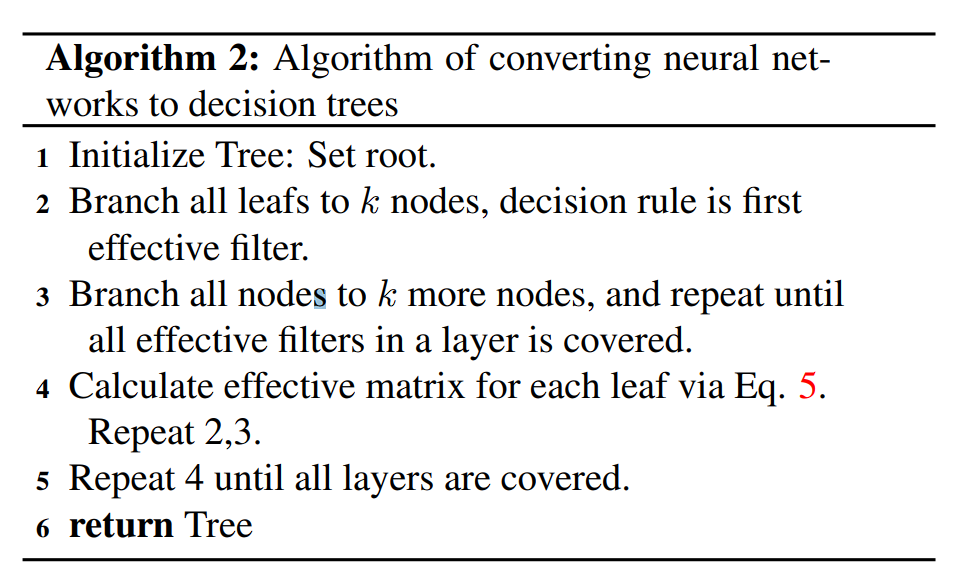 Algorithm 2: Algorithm of converting neural net-
works to decision trees
1 Initialize Tree: Set root.
2 Branch all leafs to k nodes, decision rule is first
effective filter.
3 Branch all nodes to k more nodes, and repeat until
all effective filters in a layer is covered.
4 Calculate effective matrix for each leaf via Eq. 5.
Repeat 2,3.
5 Repeat 4 until all layers are covered.
6 return Tree